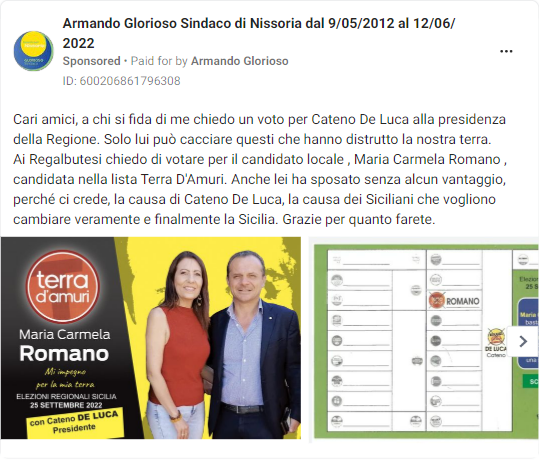 Armando Glorioso Sindaco di Nissoria dal 9/05/2012 al 12/06/
2022
Sponsored • Paid for by Armando Glorioso
ID: 600206861796308
Cari amici, a chi si fida di me chiedo un voto per Cateno De Luca alla presidenza
della Regione. Solo lui può cacciare questi che hanno distrutto la nostra terra.
Ai Regalbutesi chiedo di votare per il candidato locale , Maria Carmela Romano ,
candidata nella lista Terra D'Amuri. Anche lei ha sposato senza alcun vantaggio,
perché ci crede, la causa di Cateno De Luca, la causa dei Siciliani che vogliono
cambiare veramente e finalmente la Sicilia. Grazie per quanto farete.
terra
d'amuri
Maria Carmela
Romano
Mi impegno
per la mia terra
ELEZIONI REGIONALI SICILIA
25 SETTEMBRE 2022
con Cateno DE LUCA
Presidente
ROMANO
DE LUCA
Cateno
Elezion
25 S
Maria
basta
una
SC